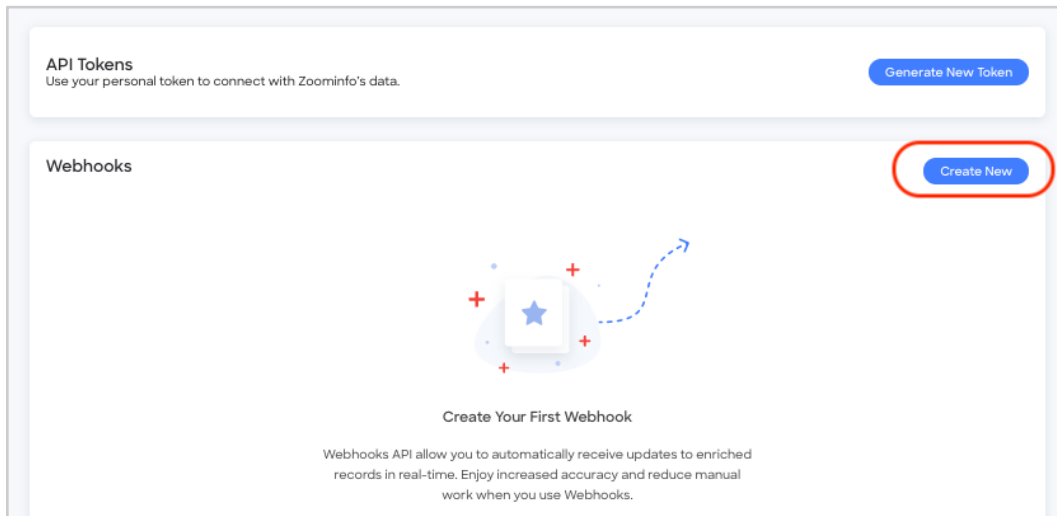 API Tokens
Use your personal token to connect with Zoominfo's data.
Generate New Token
Webhooks
Create New
Create Your First Webhook
Webhooks API allow you to automatically receive updates to enriched
records in real-time. Enjoy increased accuracy and reduce manual
work when you use Webhooks.